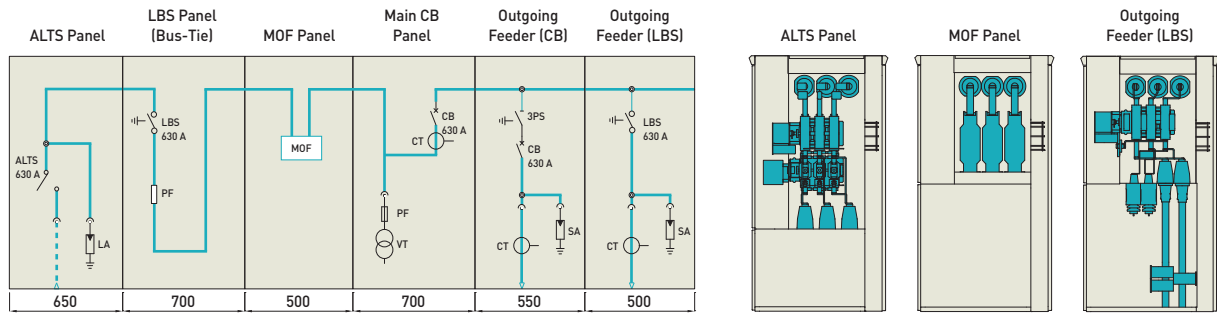 ALTS Panel
LBS Panel
(Bus-Tie)
MOF Panel
Main CB
Panel
Outgoing
Feeder (CB)
Outgoing
Feeder (LBS)
ALTS Panel
MOF Panel
Outgoing
Feeder (LBS)
ALTS
630 A
LA
LBS
630 A
PF
MOF
CB
630 A
CT
PF
VT
3PS
CB
630 A
SA
CT
LBS
630 A
SA
CT
650
700
500
700
550
500